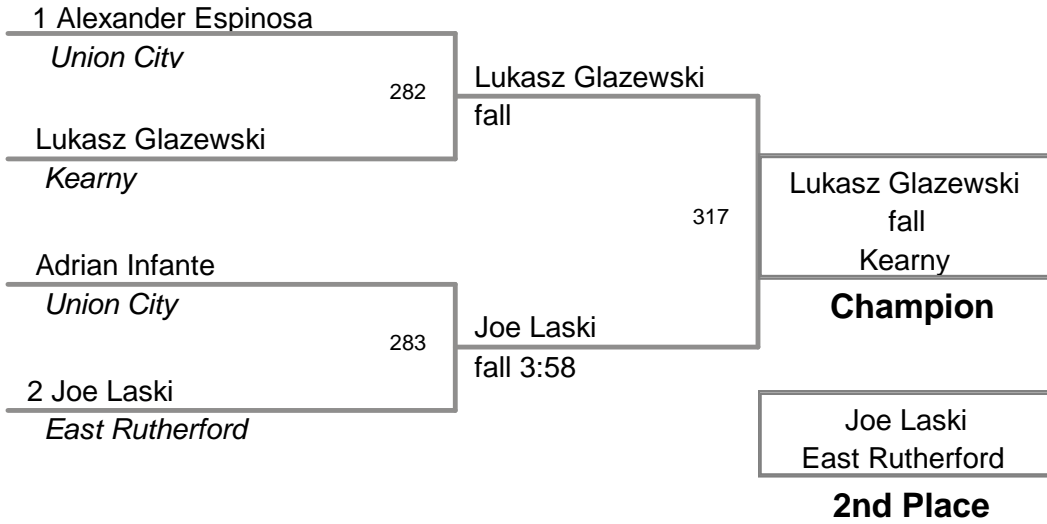 1 Alexander Espinosa
Union Citv
282
Lukasz Glazewski
fall
Lukasz Glazewski
Kearny
317
Lukasz Glazewski
fall
Kearny
Champion
Adrian Infante
Union City
283
Joe Laski
fall 3:58
2 Joe Laski
East Rutherford
Joe Laski
East Rutherford
2nd Place